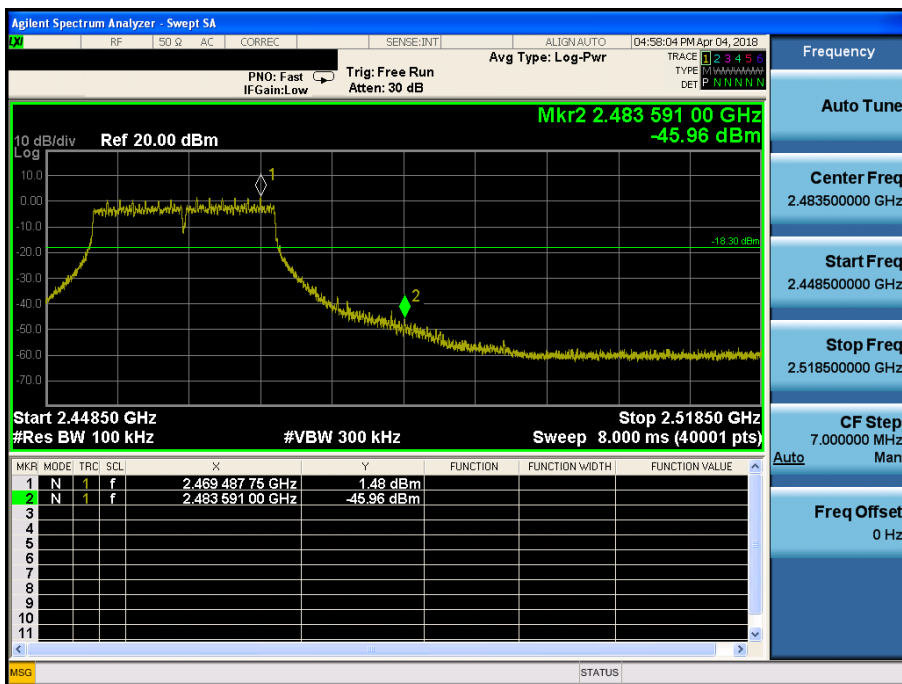 Agilent Spectrum Analyzer - Swept SA
LXI RF 50 Ω AC CORREC SENSE:INT ALIGNAUTO 04:58:04 PM Apr 04, 2018
Avg Type: Log-Pwr
TRACE 1 2 3 4 5 6
TYPE M
DET P N N N N N
PNO: Fast
IFGain:Low
Trig: Free Run
Atten: 30 dB
Mkr2 2.483 591 00 GHz
-45.96 dBm
10 dB/div Ref 20.00 dBm
Log
10.0
0.00
-10.0
-20.0
-30.0
-40.0
-50.0
-60.0
-70.0
1
2
-18.30 dBm
Start 2.44850 GHz Stop 2.51850 GHz
#Res BW 100 kHz #VBW 300 kHz Sweep 8.000 ms (40001 pts)
MKR MODE TRC SCL X Y FUNCTION FUNCTION WIDTH FUNCTION VALUE
1 N 1 f 2.469 487 75 GHz 1.48 dBm
2 N 1 f 2.483 591 00 GHz -45.96 dBm
3
4
5
6
7
8
9
10
11
MSG STATUS
Frequency
Auto Tune
Center Freq
2.483500000 GHz
Start Freq
2.448500000 GHz
Stop Freq
2.518500000 GHz
CF Step
7.000000 MHz
Auto Man
Freq Offset
0 Hz